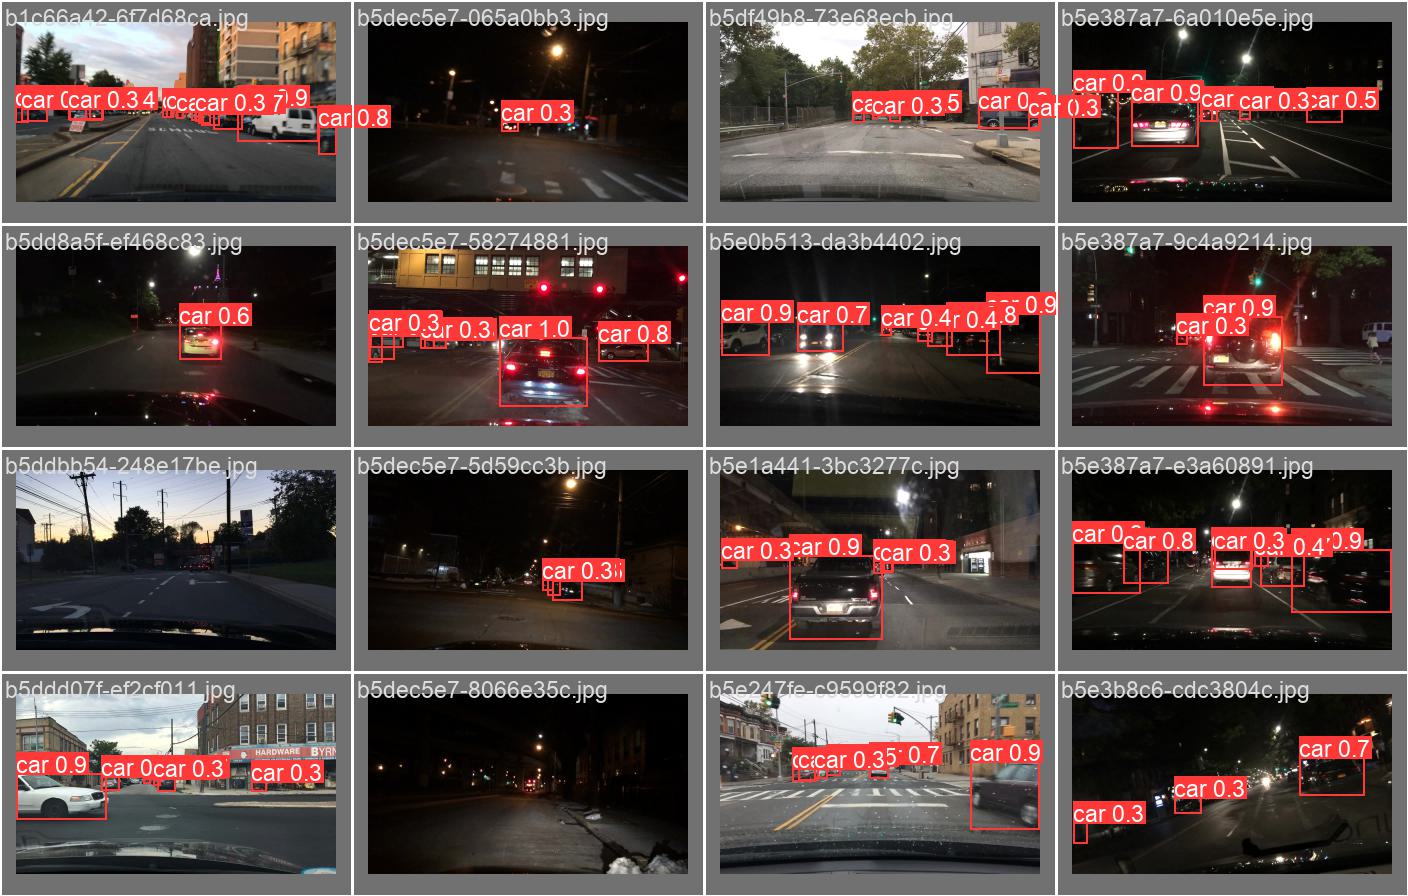 b1c66a42-6f7d68ca.jpg
car 0.3 4
car 0.8
b5dec5e7-065a0bb3.jpg
car 0.3
b5df49b8-73e68ecb.jpg
car 0.3
b5e387a7-6a010e5e.jpg
car 0.9
car 0.3
car 0.5
b5dd8a5f-ef468c83.jpg
car 0.6
b5dec5e7-58274881.jpg
car 0.3
car 1.0
car 0.8
b5e0b513-da3b4402.jpg
car 0.9
car 0.7
car 0.4
b5e387a7-9c4a9214.jpg
car 0.9
car 0.3
b5ddbb54-248e17be.jpg
b5dec5e7-5d59cc3b.jpg
car 0.3
b5e1a441-3bc3277c.jpg
car 0.3
car 0.9
car 0.3
b5e387a7-e3a60891.jpg
car 0.8
car 0.3
b5ddd07f-ef2cf011.jpg
HARDWARE BYRN
car 0.9
car 0.3
car 0.3
b5dec5e7-8066e35c.jpg
b5e247fe-c9599f82.jpg
car 0.3
0.7
car 0.9
b5e3b8c6-cdc3804c.jpg
car 0.7
car 0.3
car 0.3